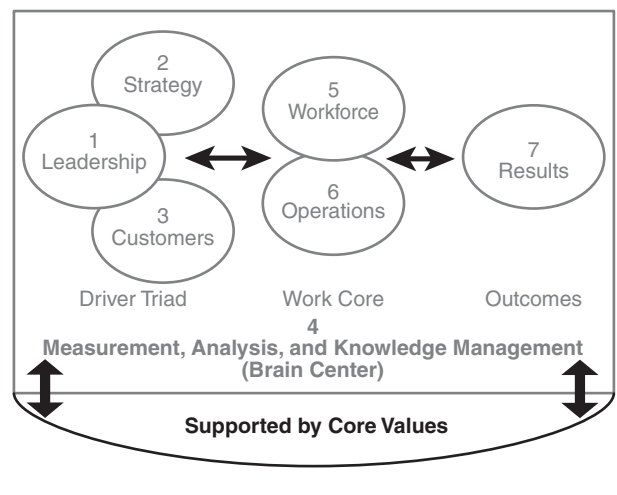 2
Strategy
1
Leadership
3
Customers
5
Workforce
6
Operations
7
Results
Driver Triad
Work Core
Outcomes
4
Measurement, Analysis, and Knowledge Management
(Brain Center)
Supported by Core Values